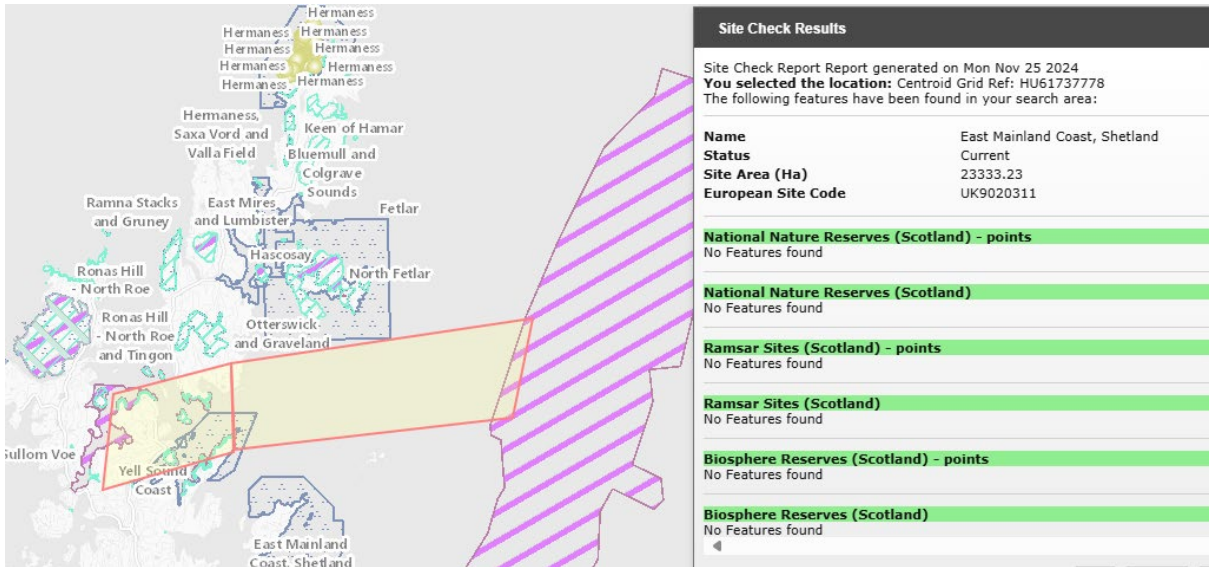 Hermaness
Hermaness Hermaness
Hermaness Hermaness
Hermaness Hermaness
Hermaness Hermaness
Hermaness,
Saxa Vord and
Valla Field
Keen of Hamar
Bluemull and
Colgrave
Sounds
Ramna Stacks
and Gruney
East Mires
and Lumbister
Fetlar
Hascosay
North Fetlar
Ronas Hill
- North Roe
Ronas Hill
- North Roe
and Tingon
Otterswick
and Graveland
Sullom Voe
Yell Sound
Coast
East Mainland
Coast, Shetland
Site Check Results
Site Check Report Report generated on Mon Nov 25 2024
You selected the location: Centroid Grid Ref: HU61737778
The following features have been found in your search area:
Name East Mainland Coast, Shetland
Status Current
Site Area (Ha) 23333.23
European Site Code UK9020311
National Nature Reserves (Scotland) - points
No Features found
National Nature Reserves (Scotland)
No Features found
Ramsar Sites (Scotland) - points
No Features found
Ramsar Sites (Scotland)
No Features found
Biosphere Reserves (Scotland) - points
No Features found
Biosphere Reserves (Scotland)
No Features found